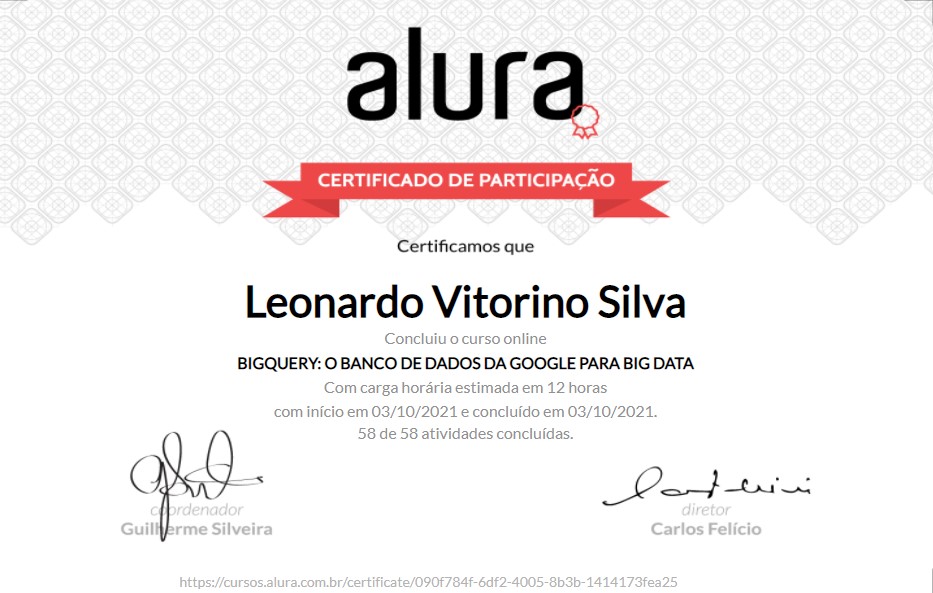 alura
CERTIFICADO DE PARTICIPAÇÃO
Certificamos que
Leonardo Vitorino Silva
Concluiu o curso online
BIGQUERY: O BANCO DE DADOS DA GOOGLE PARA BIG DATA
Com carga horária estimada em 12 horas
com início em 03/10/2021 e concluído em 03/10/2021.
58 de 58 atividades concluídas.
coordenador
Guilherme Silveira
diretor
Carlos Felício
https://cursos.alura.com.br/certificate/090f784f-6df2-4005-8b3b-1414173fea25